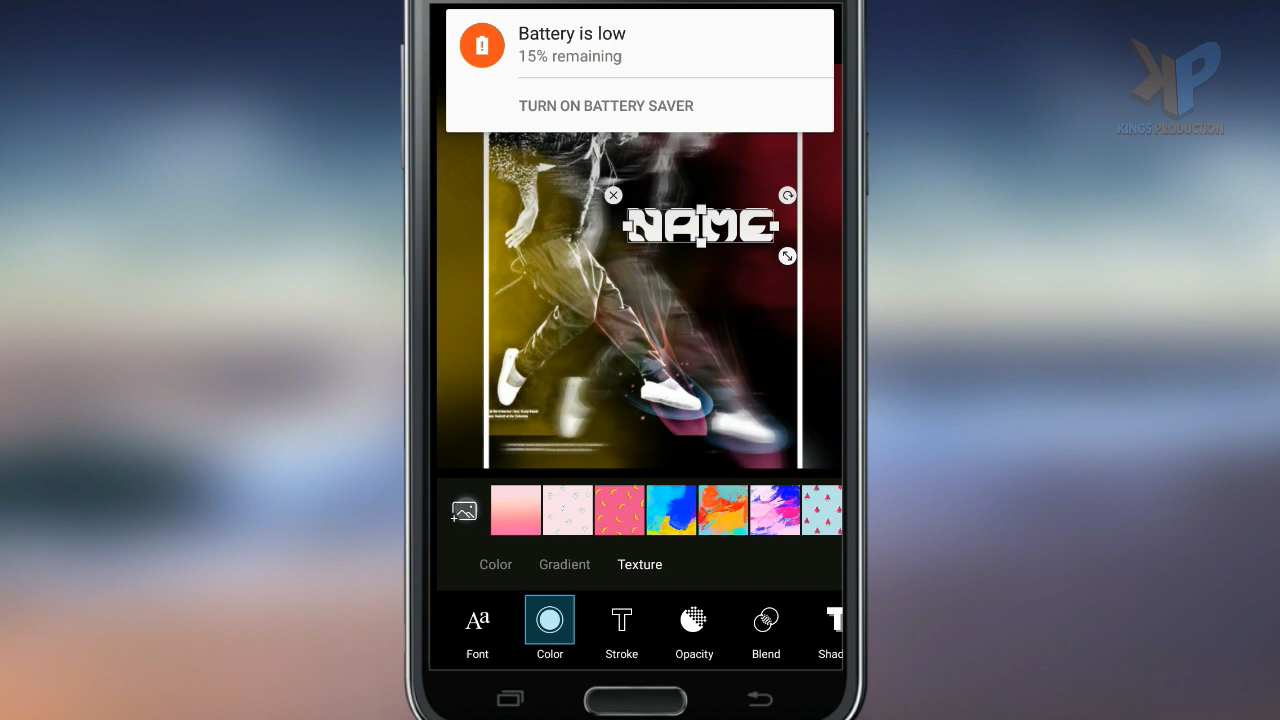 Battery is low
15% remaining
TURN ON BATTERY SAVER
KINGS PRODUCTION
NAME
Color
Gradient
Texture
Aa
Font
Color
Stroke
Opacity
Blend
Shad